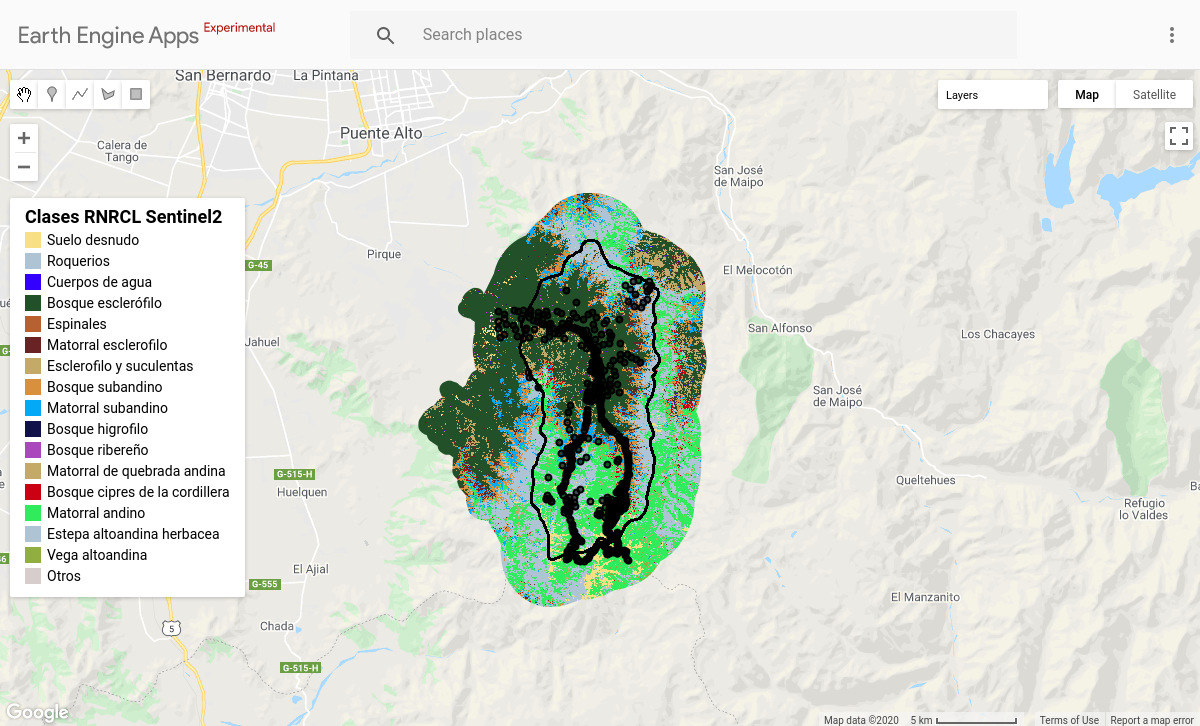 Earth Engine Apps Experimental
Search places
San Bernardo
La Pintana
Layers
Map
Satellite
Puente Alto
Calera de
Tango
San José
de Maipo
Clases RNRCL Sentinel2
Suelo desnudo
Roquerios
Cuerpos de agua
Bosque esclerófilo
Espinales
Matorral esclerofilo
Esclerofilo y suculentas
Bosque subandino
Matorral subandino
Bosque higrofilo
Bosque ribereño
Matorral de quebrada andina
Bosque cipres de la cordillera
Matorral andino
Estepa altoandina herbacea
Vega altoandina
Otros
Pirque
G-45
El Melocotón
San Alfonso
Los Chacayes
Jahuel
San José
de Maipo
G-515-H
Huelquen
Queltehues
Refugio
lo Valdes
Ba
El Ajial
G-555
El Manzanito
Chada
5
G-515-H
Google
Map data ©2020
5 km
Terms of Use
Report a map error